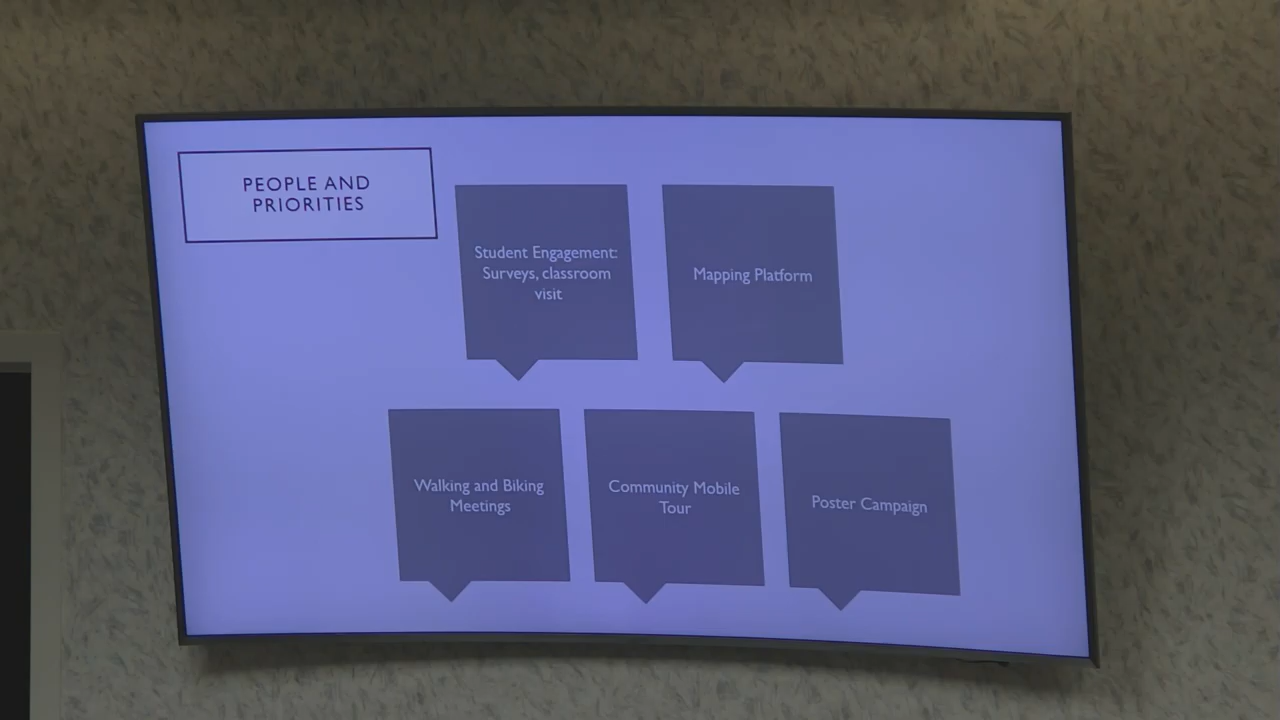 PEOPLE AND
PRIORITIES
Student Engagement:
Surveys, classroom
visit
Mapping Platform
Walking and Biking
Meetings
Community Mobile
Tour
Poster Campaign